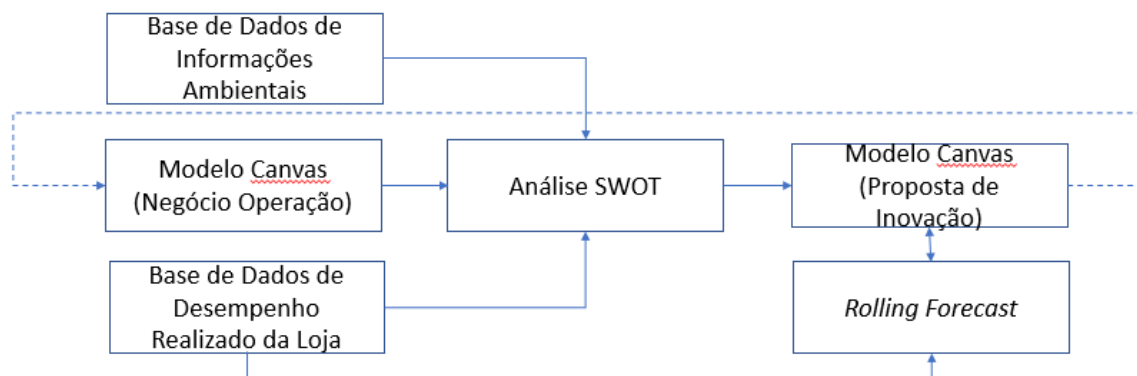 Base de Dados de
Informações
Ambientais
Modelo Canvas
(Negócio Operação)
Análise SWOT
Modelo Canvas
(Proposta de
Inovação)
Base de Dados de
Desempenho
Realizado da Loja
Rolling Forecast